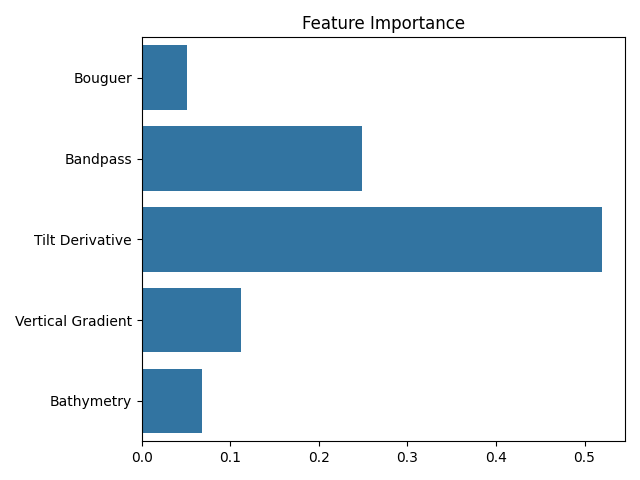 Feature Importance
Bouguer
Bandpass
Tilt Derivative
Vertical Gradient
Bathymetry
0.0 0.1 0.2 0.3 0.4 0.5